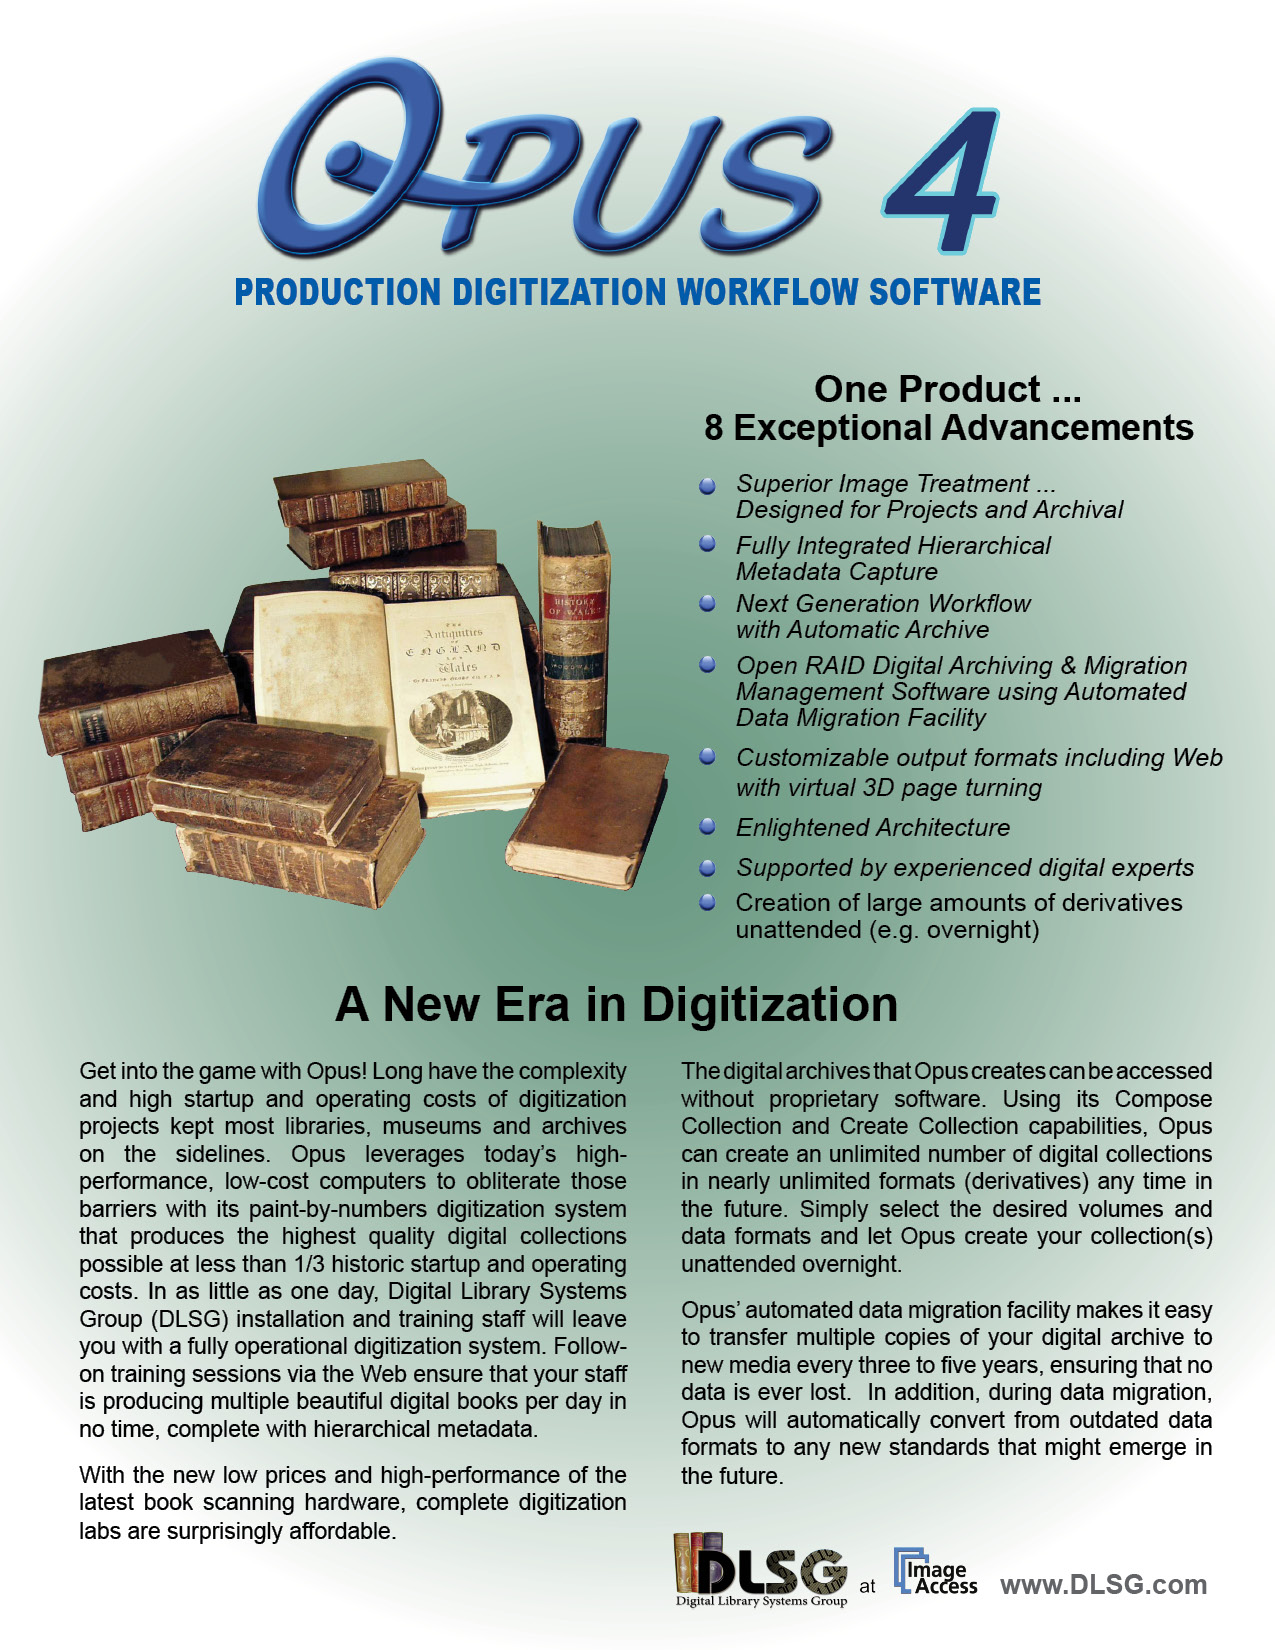 OPUS 4
PRODUCTION DIGITIZATION WORKFLOW SOFTWARE
One Product ...
8 Exceptional Advancements
Superior Image Treatment ...
Designed for Projects and Archival
Fully Integrated Hierarchical
Metadata Capture
Next Generation Workflow
with Automatic Archive
Open RAID Digital Archiving & Migration
Management Software using Automated
Data Migration Facility
Customizable output formats including Web
with virtual 3D page turning
Enlightened Architecture
Supported by experienced digital experts
Creation of large amounts of derivatives
unattended (e.g. overnight)
THE
Antiquities
OF
ENGLAND
AND
Wales
HISTORY
OF WALES
WOODWARD
A New Era in Digitization
Get into the game with Opus! Long have the complexity
and high startup and operating costs of digitization
projects kept most libraries, museums and archives
on the sidelines. Opus leverages today's high-
performance, low-cost computers to obliterate those
barriers with its paint-by-numbers digitization system
that produces the highest quality digital collections
possible at less than 1/3 historic startup and operating
costs. In as little as one day, Digital Library Systems
Group (DLSG) installation and training staff will leave
you with a fully operational digitization system. Follow-
on training sessions via the Web ensure that your staff
is producing multiple beautiful digital books per day in
no time, complete with hierarchical metadata.
With the new low prices and high-performance of the
latest book scanning hardware, complete digitization
labs are surprisingly affordable.
The digital archives that Opus creates can be accessed
without proprietary software. Using its Compose
Collection and Create Collection capabilities, Opus
can create an unlimited number of digital collections
in nearly unlimited formats (derivatives) any time in
the future. Simply select the desired volumes and
data formats and let Opus create your collection(s)
unattended overnight.
Opus' automated data migration facility makes it easy
to transfer multiple copies of your digital archive to
new media every three to five years, ensuring that no
data is ever lost. In addition, during data migration,
Opus will automatically convert from outdated data
formats to any new standards that might emerge in
the future.
DLSG
Digital Library Systems Group
at
Image
Access
www.DLSG.com